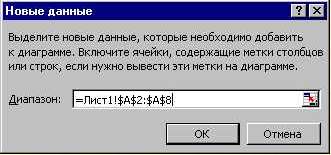 Новые данные
Выделите новые данные, которые необходимо добавить
к диаграмме. Включите ячейки, содержащие метки столбцов
или строк, если нужно вывести эти метки на диаграмме.
Диапазон: =Лист1!$A$2:$A$8
ОК Отмена